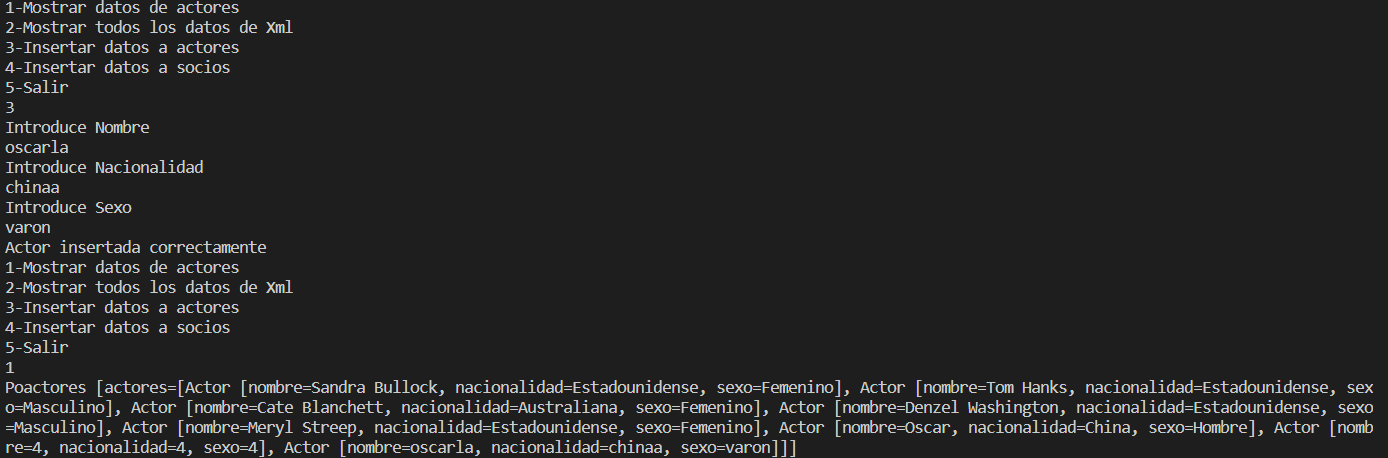 1-Mostrar datos de actores
2-Mostrar todos los datos de Xml
3-Insertar datos a actores
4-Insertar datos a socios
5-Salir
3
Introduce Nombre
oscarla
Introduce Nacionalidad
chinaa
Introduce Sexo
varon
Actor insertada correctamente
1-Mostrar datos de actores
2-Mostrar todos los datos de Xml
3-Insertar datos a actores
4-Insertar datos a socios
5-Salir
1
Poactores [actores=[Actor [nombre=Sandra Bullock, nacionalidad=Estadounidense, sexo=Femenino], Actor [nombre=Tom Hanks, nacionalidad=Estadounidense, sex
o=Masculino], Actor [nombre=Cate Blanchett, nacionalidad=Australiana, sexo=Femenino], Actor [nombre=Denzel Washington, nacionalidad=Estadounidense, sexo
=Masculino], Actor [nombre=Meryl Streep, nacionalidad=Estadounidense, sexo=Femenino], Actor [nombre=Oscar, nacionalidad=China, sexo=Hombre], Actor [nomb
re=4, nacionalidad=4, sexo=4], Actor [nombre=oscarla, nacionalidad=chinaa, sexo=varon]]]